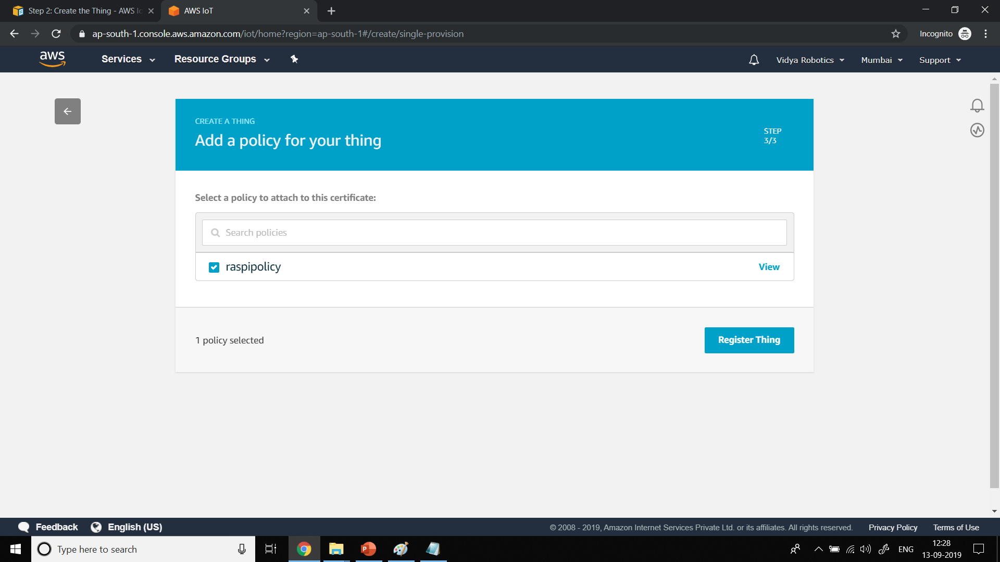 Step 2: Create the Thing - AWS Io
AWS IoT
ap-south-1.console.aws.amazon.com/iot/home?region=ap-south-1#/create/single-provision
Incognito
aws
Services
Resource Groups
Vidya Robotics
Mumbai
Support
CREATE A THING
Add a policy for your thing
STEP
3/3
Select a policy to attach to this certificate:
Search policies
raspipolicy
View
1 policy selected
Register Thing
Feedback
English (US)
© 2008 - 2019, Amazon Internet Services Private Ltd. or its affiliates. All rights reserved.
Privacy Policy
Terms of Use
Type here to search
ENG
12:28
13-09-2019